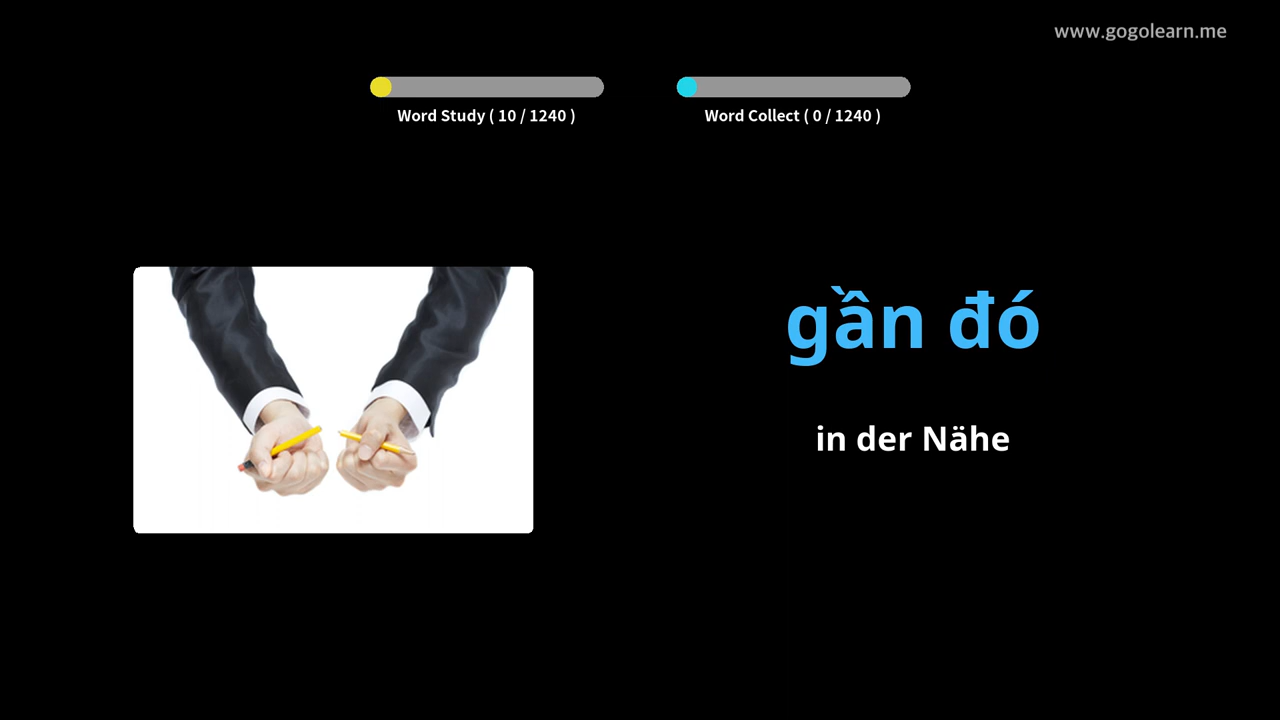 www.gogolearn.me
Word Study ( 10 / 1240 )
Word Collect ( 0 / 1240 )
gần đó
in der Nähe